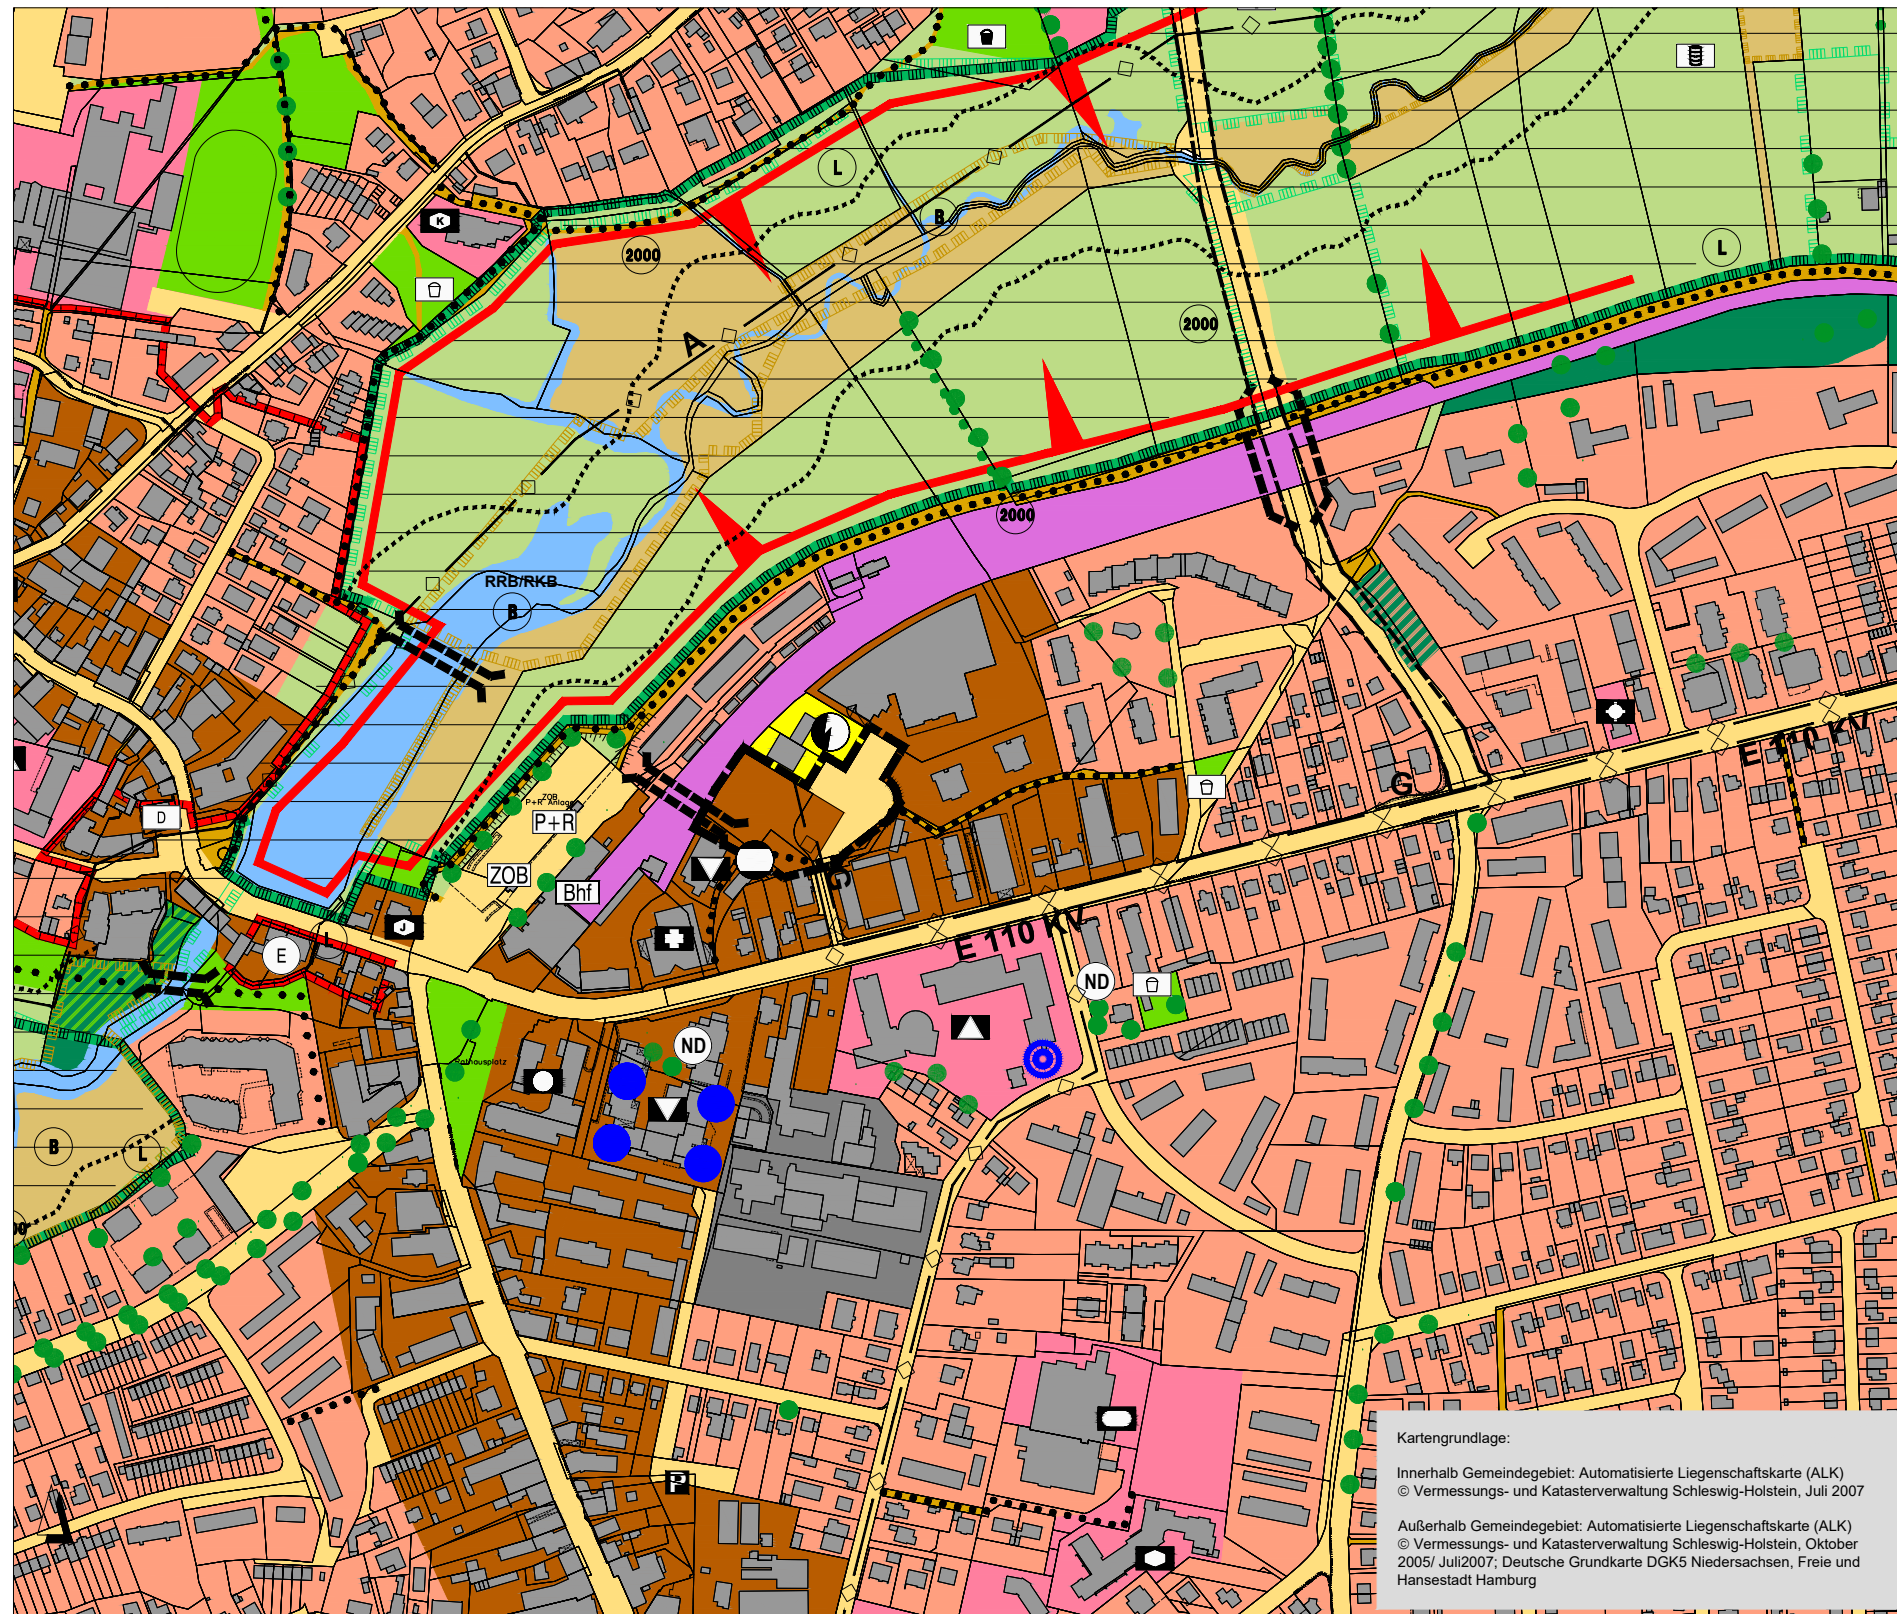 L
B
2000
L
K
2000
A
2000
RRB/RKB
B
E 110 KV
G
D
ZOB
P+R Anlage
P+R
ZOB
Bhf
G
J
E
L
E 110 KV
ND
ND
Rathausplatz
B
L
P
Kartengrundlage:
Innerhalb Gemeindegebiet: Automatisierte Liegenschaftskarte (ALK)
© Vermessungs- und Katasterverwaltung Schleswig-Holstein, Juli 2007
Außerhalb Gemeindegebiet: Automatisierte Liegenschaftskarte (ALK)
© Vermessungs- und Katasterverwaltung Schleswig-Holstein, Oktober
2005/ Juli2007; Deutsche Grundkarte DGK5 Niedersachsen, Freie und
Hansestadt Hamburg